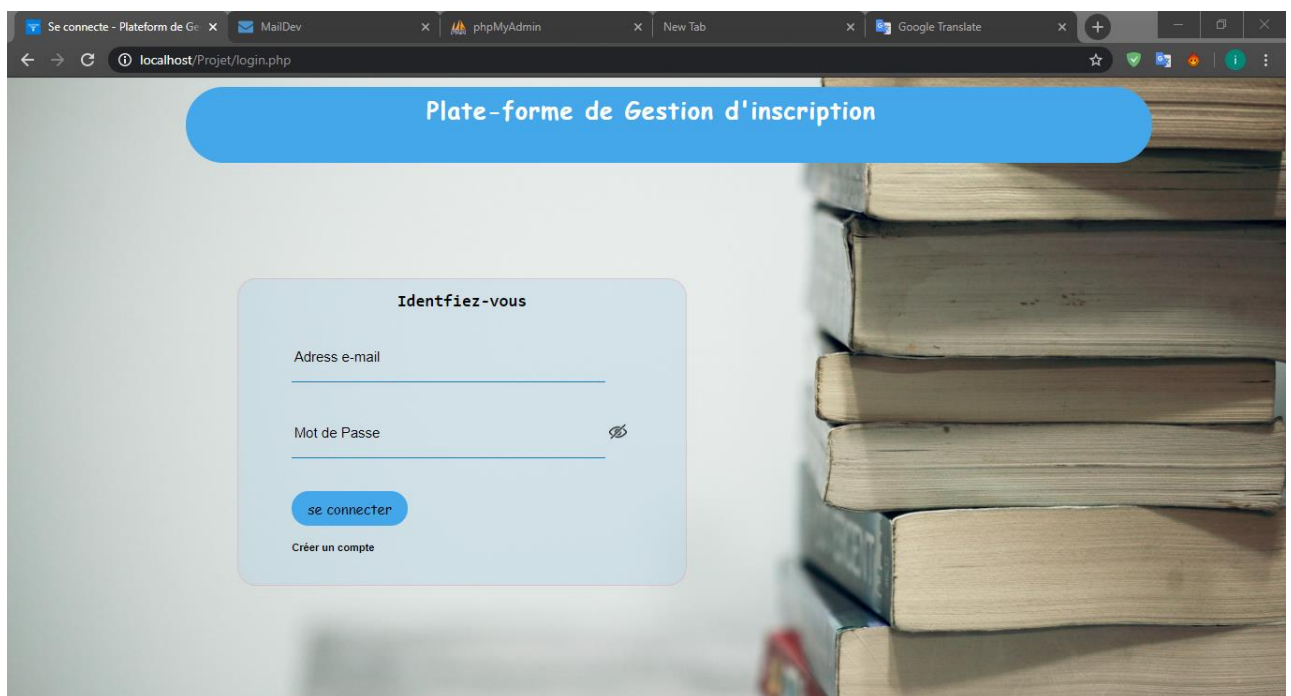 Se connecte - Plateform de Ge
MailDev
phpMyAdmin
New Tab
Google Translate
localhost/Projet/login.php
Plate-forme de Gestion d'inscription
Identfiez-vous
Adress e-mail
Mot de Passe
se connecter
Créer un compte